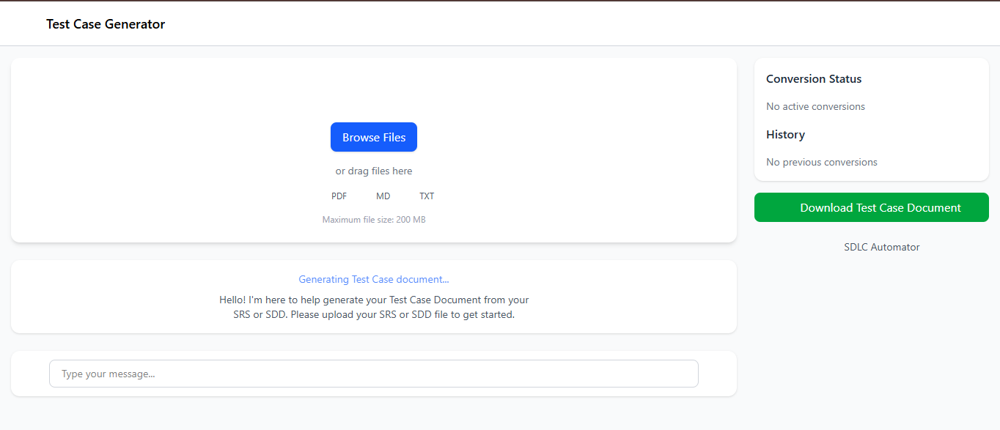 Test Case Generator
Browse Files
or drag files here
PDF MD TXT
Maximum file size: 200 MB
Generating Test Case document...
Hello! I'm here to help generate your Test Case Document from your
SRS or SDD. Please upload your SRS or SDD file to get started.
Type your message...
Conversion Status
No active conversions
History
No previous conversions
Download Test Case Document
SDLC Automator